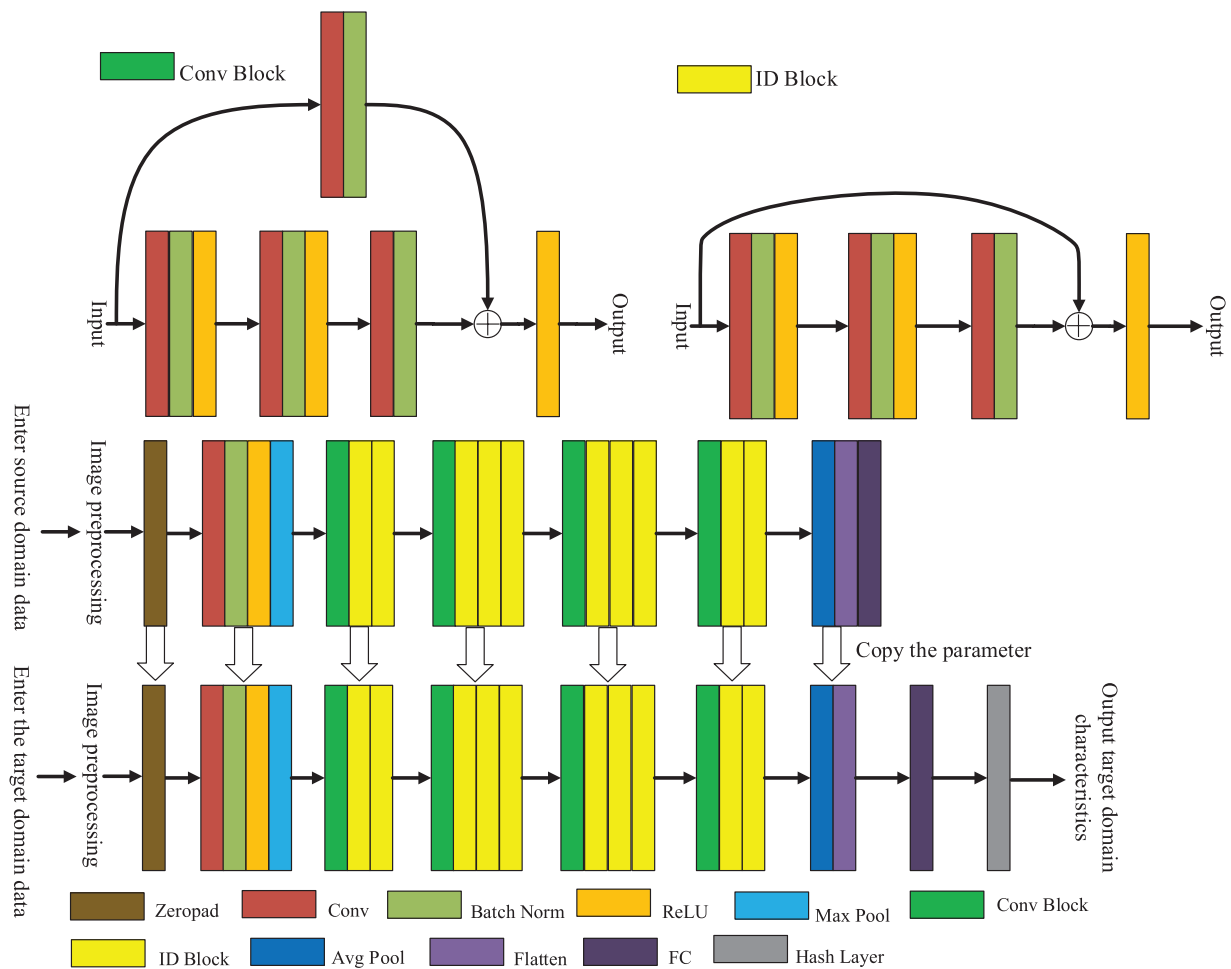 Conv Block
ID Block
Input
Output
Input
Output
Enter source domain data
Image preprocessing
Copy the parameter
Enter the target domain data
Image preprocessing
Output target domain
characteristics
Zeropad
Conv
Batch Norm
ReLU
Max Pool
Conv Block
ID Block
Avg Pool
Flatten
FC
Hash Layer